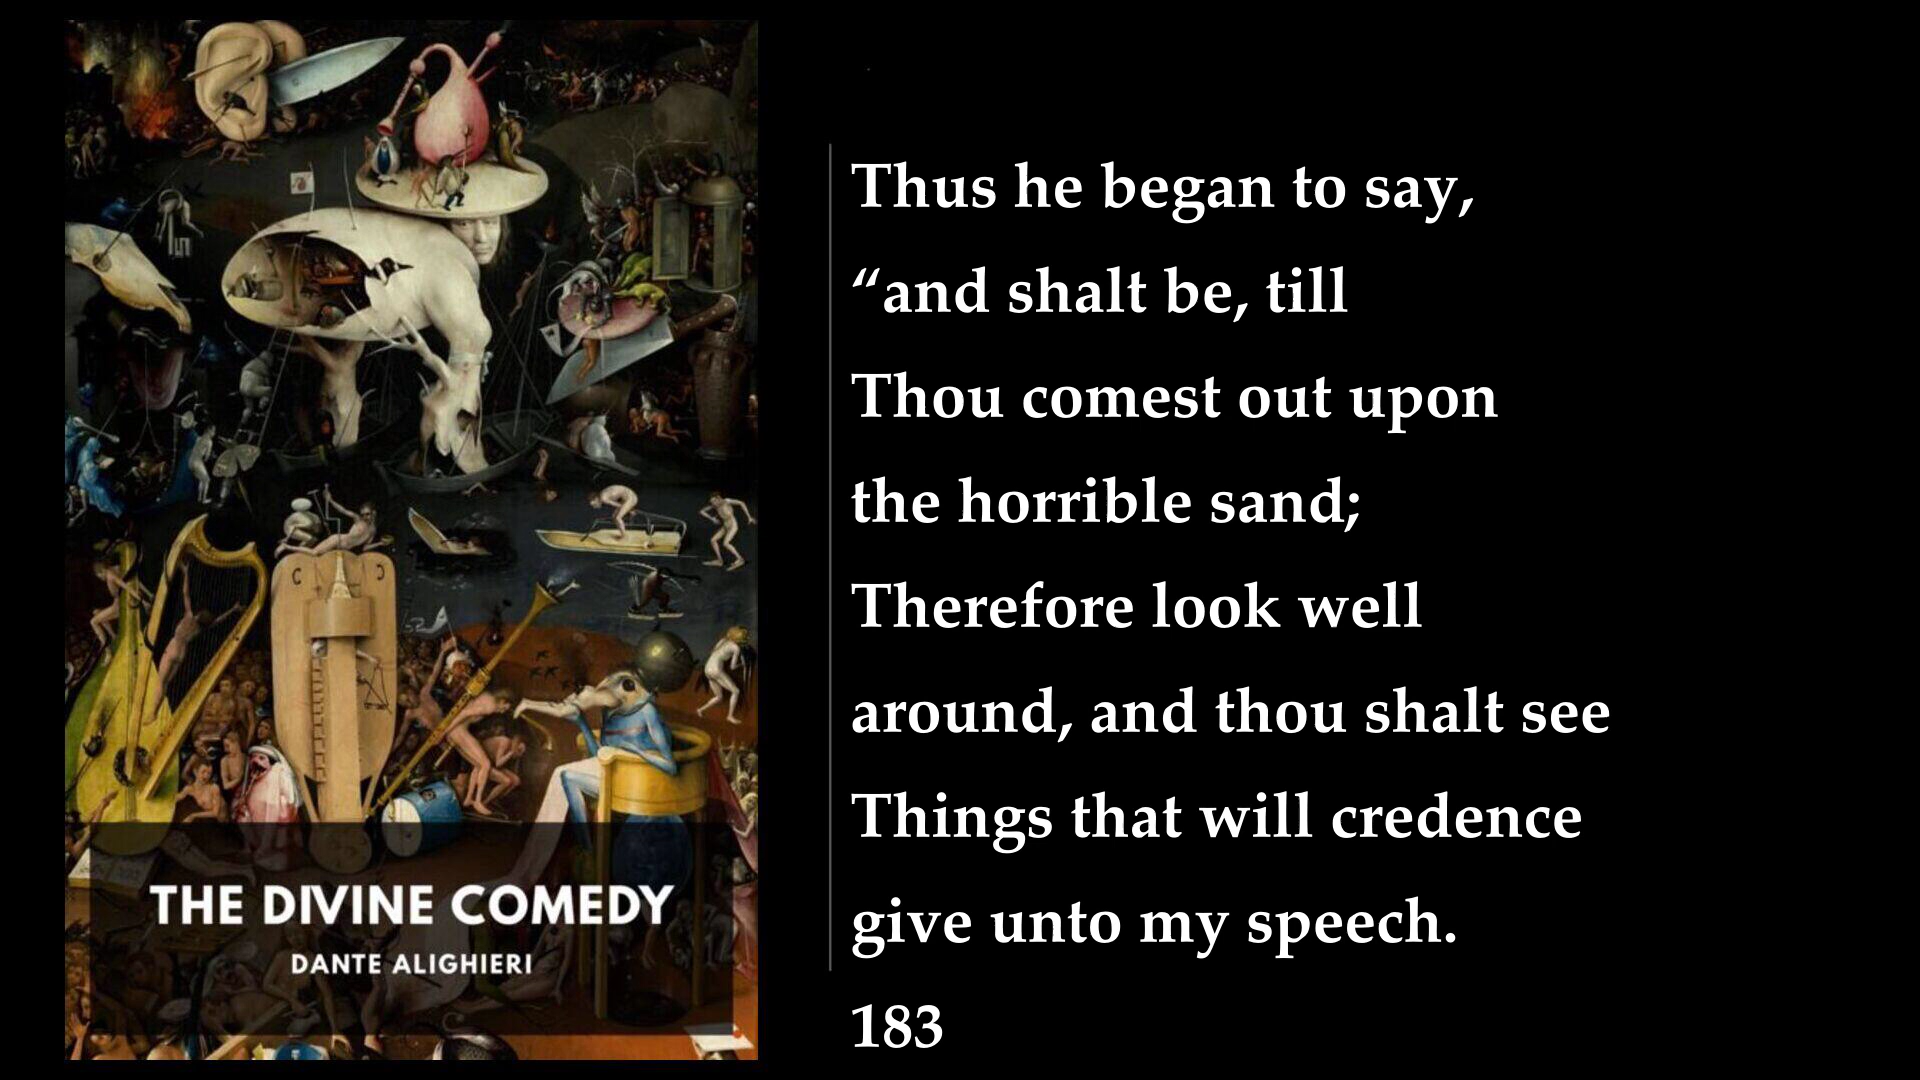 THE DIVINE COMEDY
DANTE ALIGHIERI
Thus he began to say,
“and shalt be, till
Thou comest out upon
the horrible sand;
Therefore look well
around, and thou shalt see
Things that will credence
give unto my speech.
183